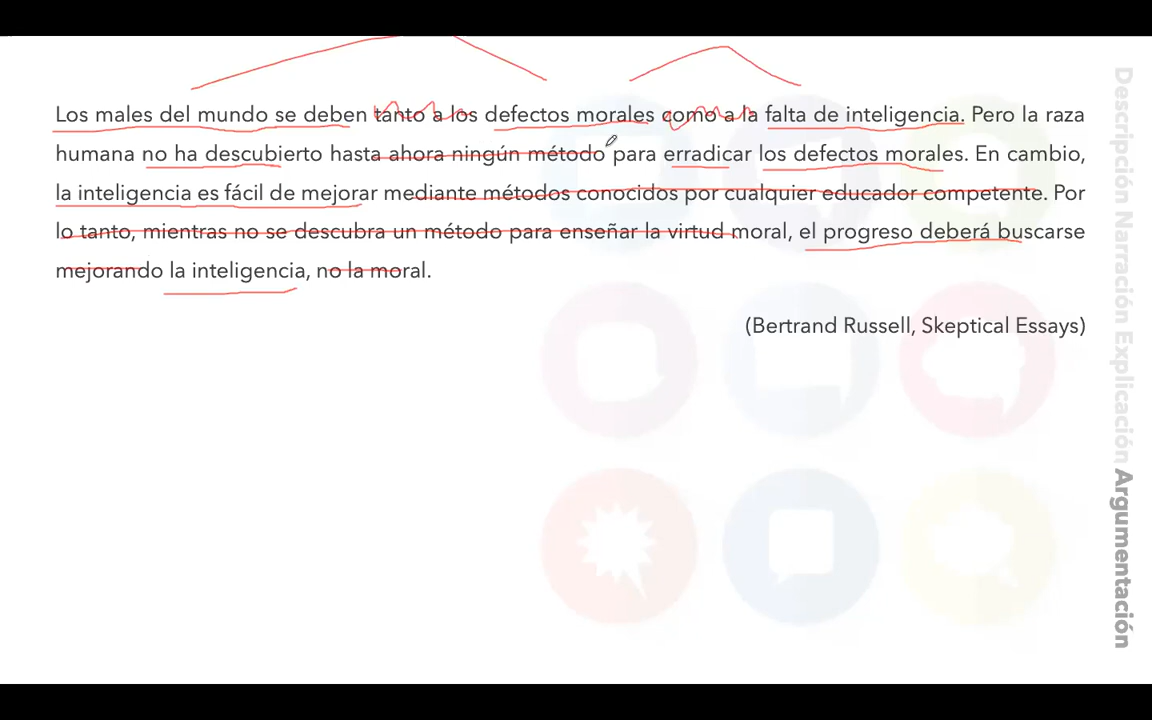 Los males del mundo se deben tanto a los defectos morales como a la falta de inteligencia. Pero la raza
humana no ha descubierto hasta ahora ningún método para erradicar los defectos morales. En cambio,
la inteligencia es fácil de mejorar mediante métodos conocidos por cualquier educador competente. Por
lo tanto, mientras no se descubra un método para enseñar la virtud moral, el progreso deberá buscarse
mejorando la inteligencia, no la moral.
(Bertrand Russell, Skeptical Essays)
Descripción Narración Explicación Argumentación